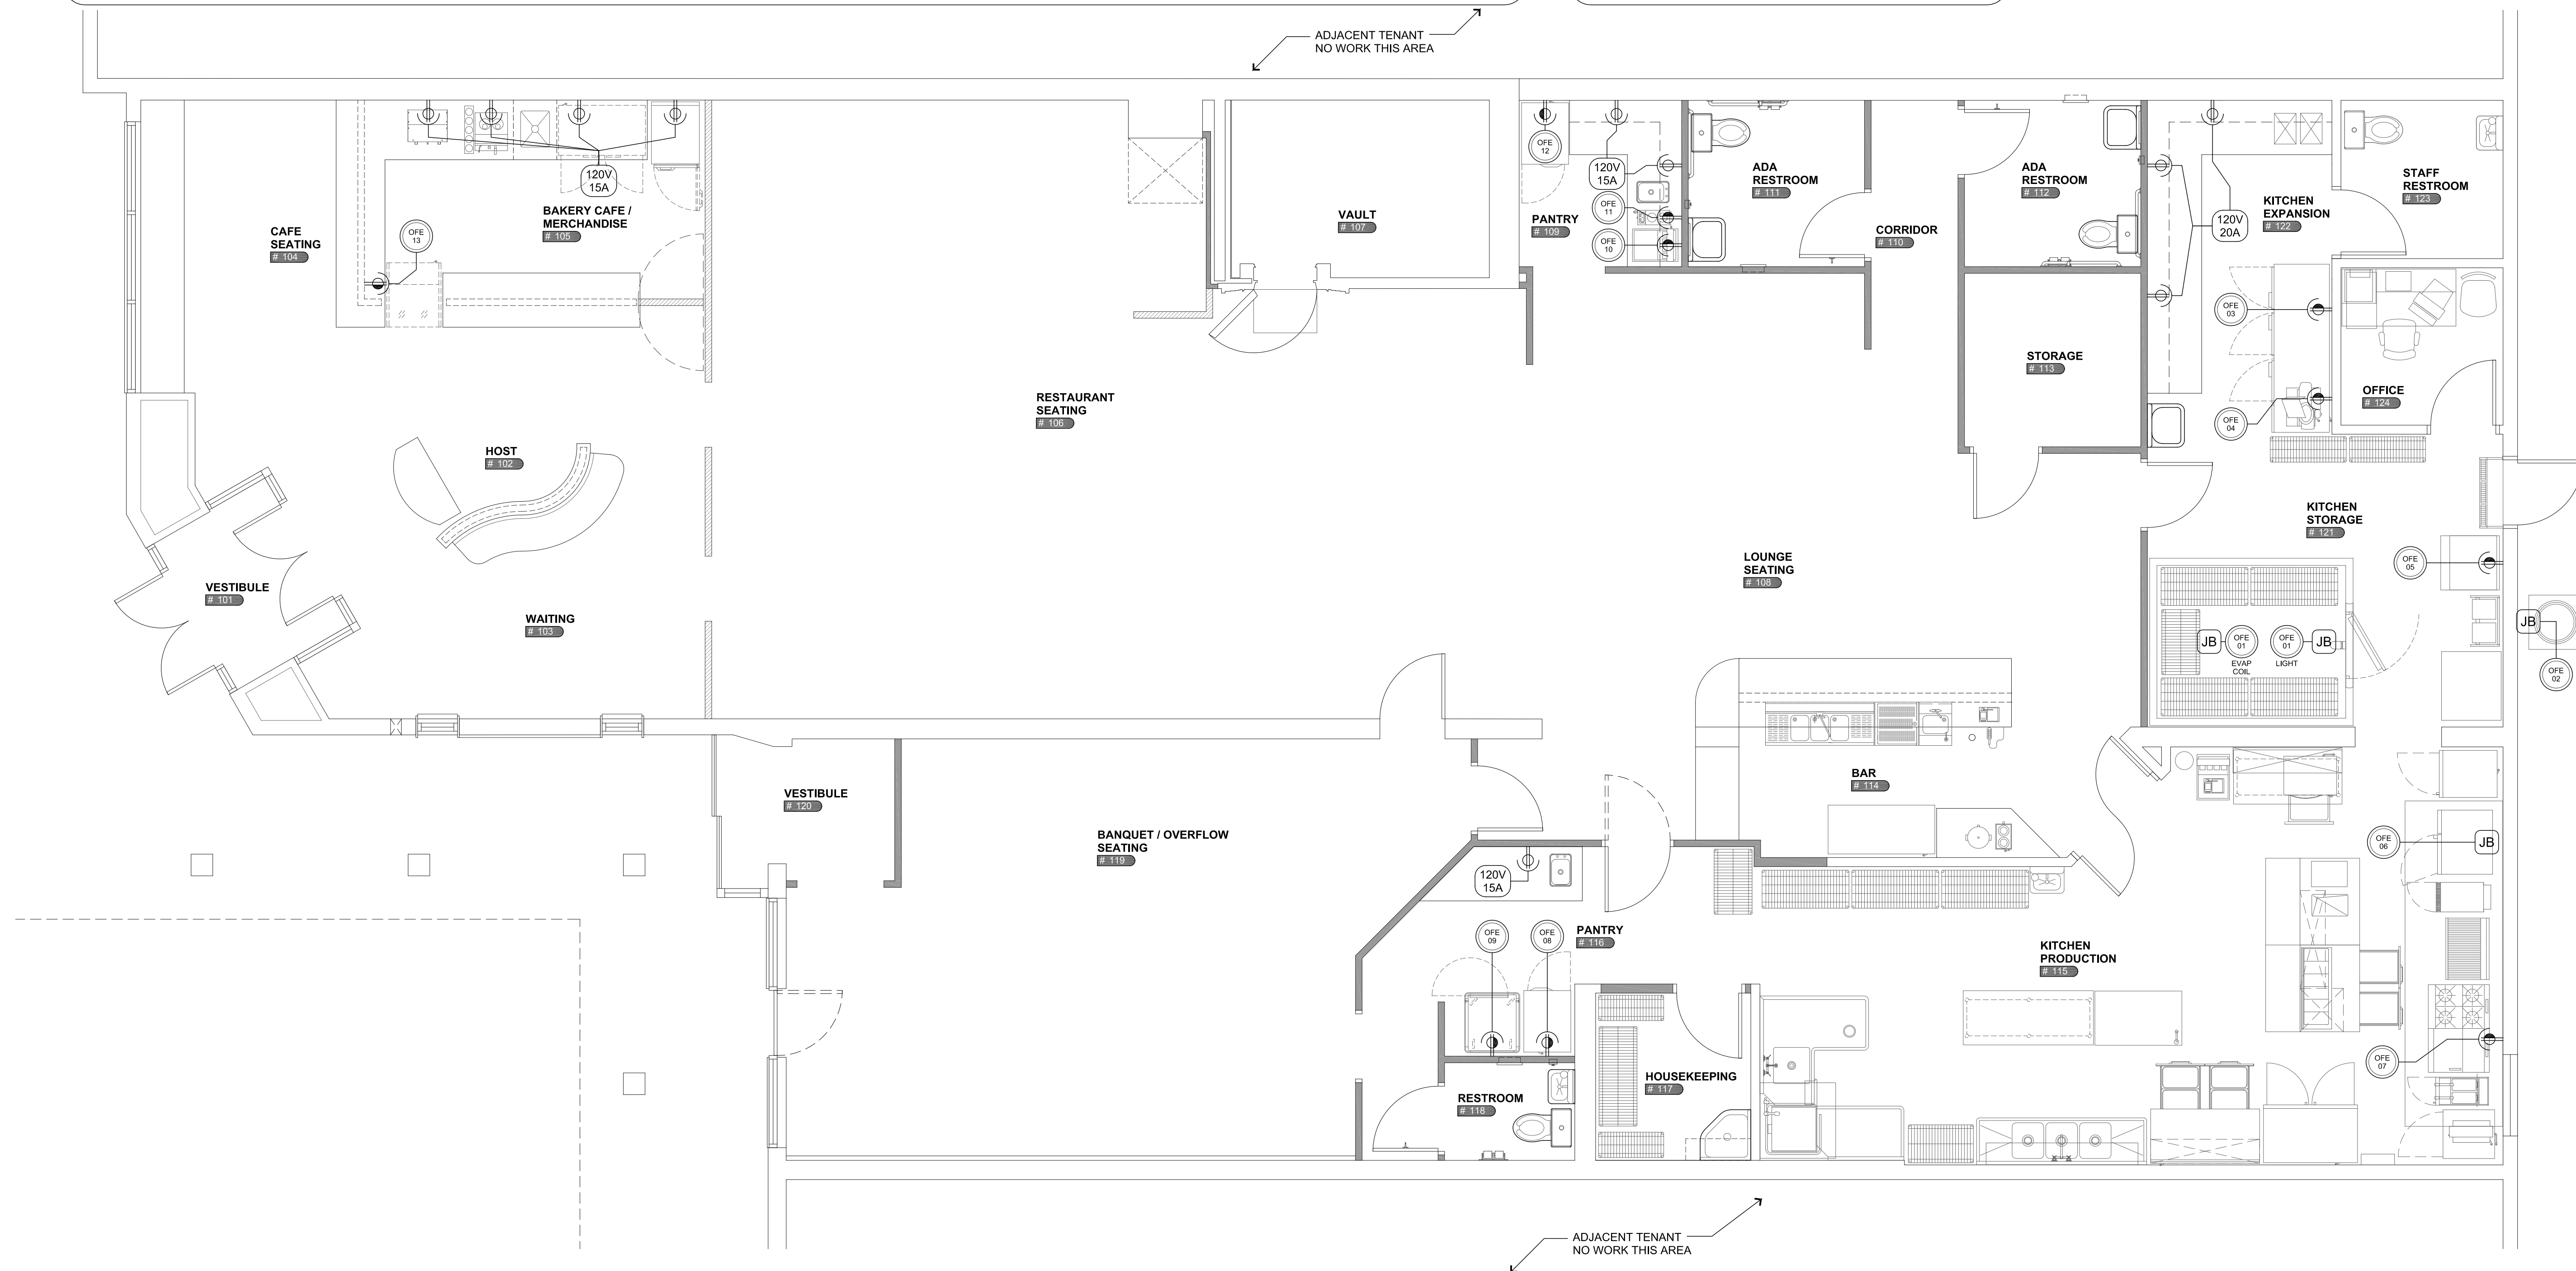 ADJACENT TENANT
NO WORK THIS AREA
120V
15A
BAKERY CAFE /
MERCHANDISE
# 105
CAFE
SEATING
# 104
OFE
13
VAULT
# 107
OFE
12
120V
15A
OFE
11
OFE
10
PANTRY
# 109
ADA
RESTROOM
# 111
CORRIDOR
# 110
ADA
RESTROOM
# 112
120V
20A
KITCHEN
EXPANSION
# 122
STAFF
RESTROOM
# 123
OFE
03
OFE
04
STORAGE
# 113
OFFICE
# 124
RESTAURANT
SEATING
# 106
HOST
# 102
KITCHEN
STORAGE
# 121
LOUNGE
SEATING
# 108
OFE
05
VESTIBULE
# 101
WAITING
# 103
JB
OFE
01
EVAP
COIL
OFE
01
LIGHT
JB
JB
OFE
02
VESTIBULE
# 120
BAR
# 114
BANQUET / OVERFLOW
SEATING
# 119
OFE
06
JB
120V
15A
OFE
09
OFE
08
PANTRY
# 116
KITCHEN
PRODUCTION
# 115
OFE
07
HOUSEKEEPING
# 117
RESTROOM
# 118
ADJACENT TENANT
NO WORK THIS AREA